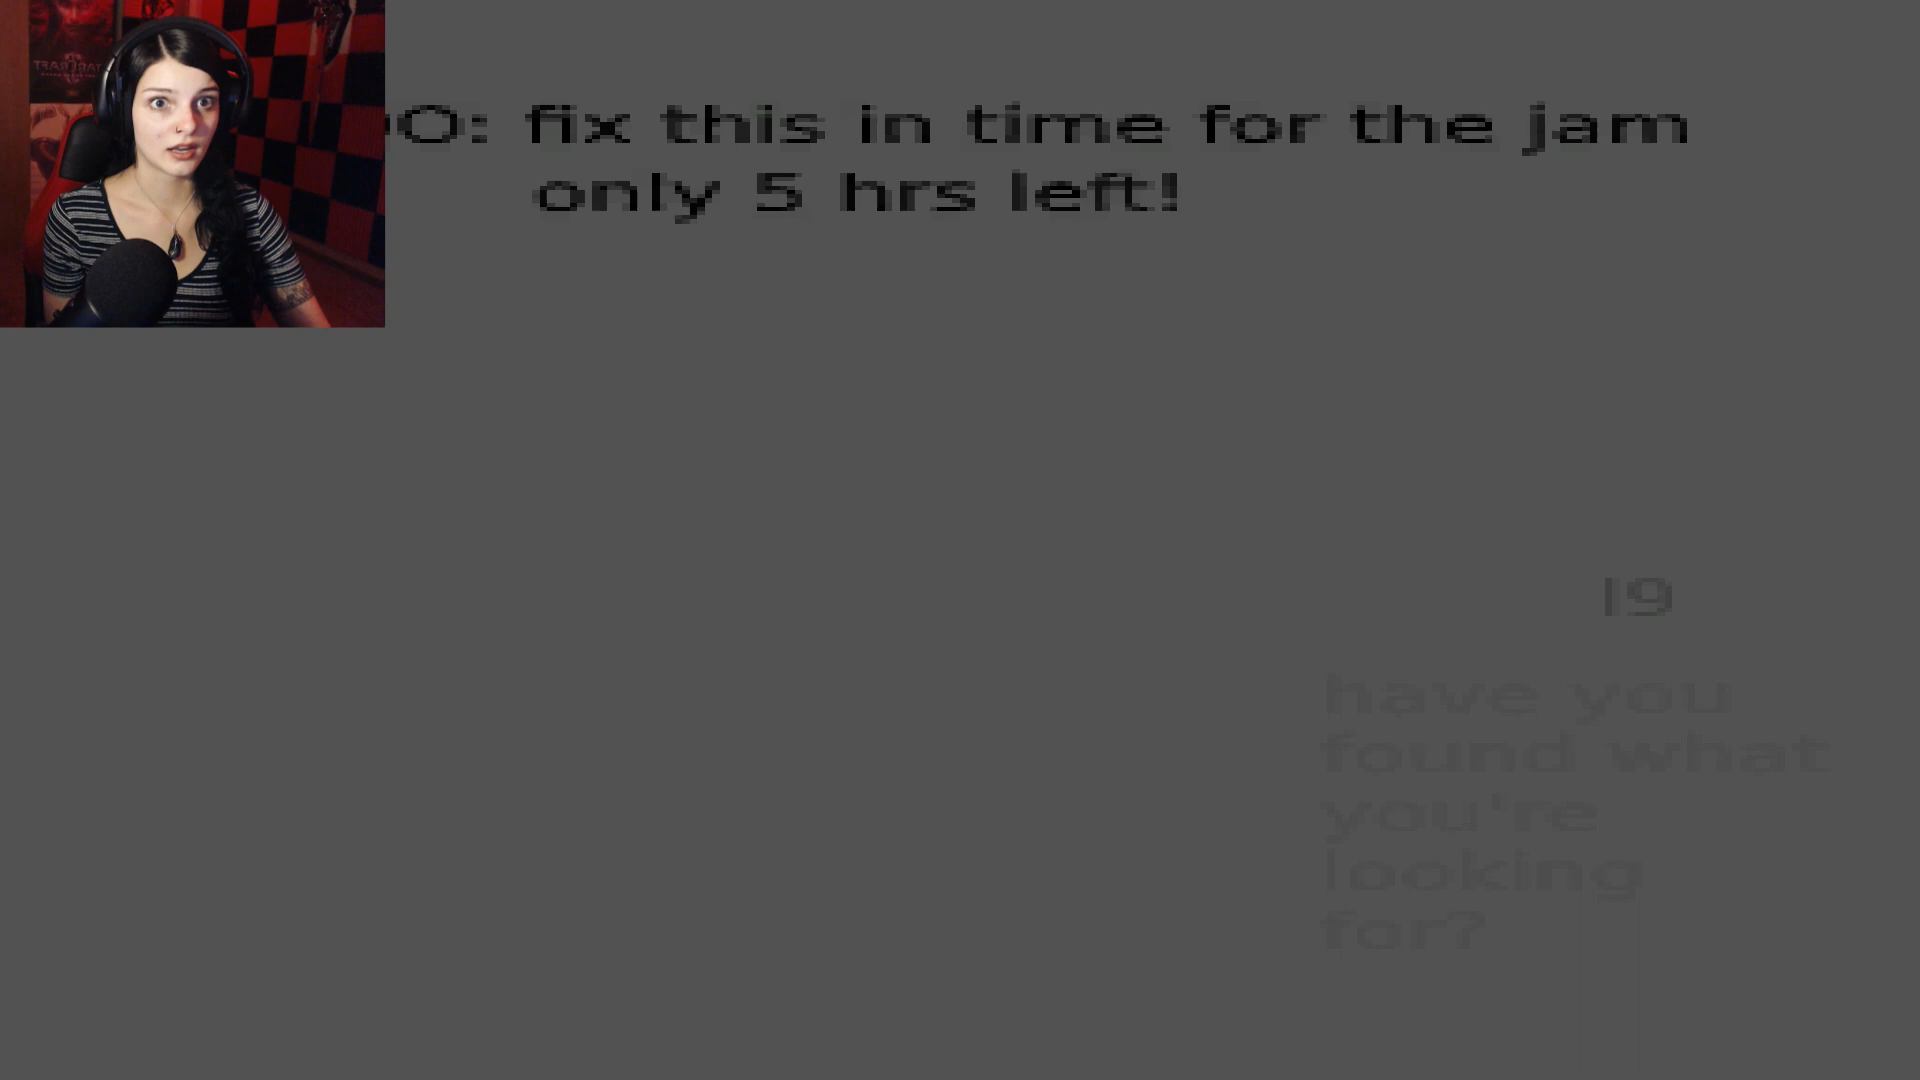 O: fix this in time for the jam
only 5 hrs left!
19
have you
found what
you're
looking
for?